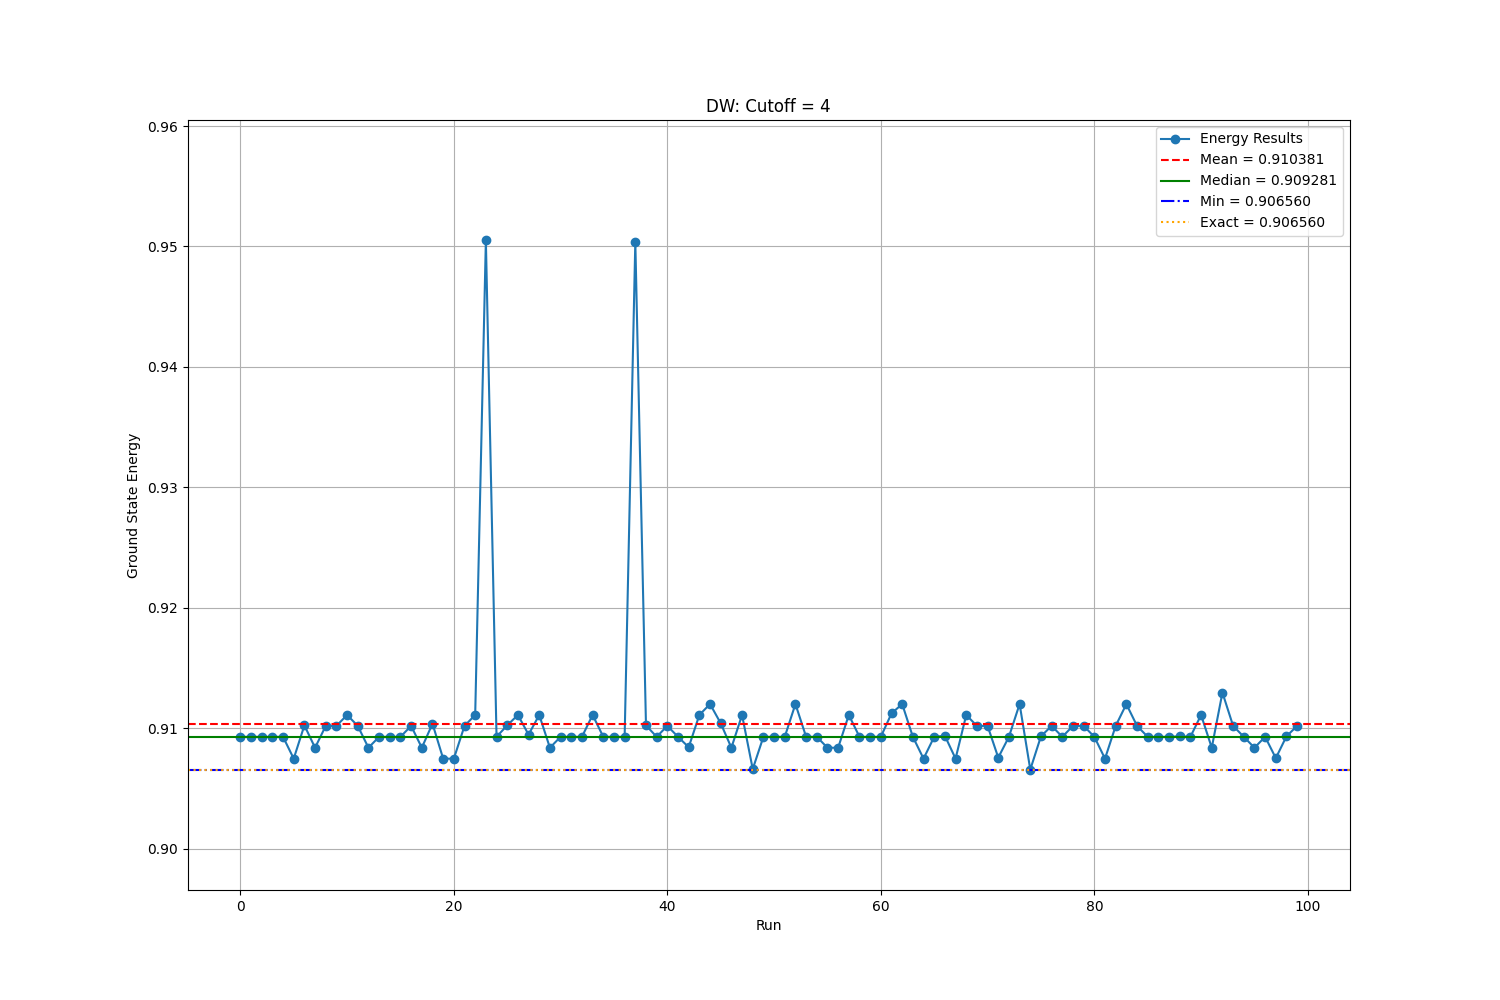 DW: Cutoff = 4
Energy Results
Mean = 0.910381
Median = 0.909281
Min = 0.906560
Exact = 0.906560
Ground State Energy
0.96
0.95
0.94
0.93
0.92
0.91
0.90
0 20 40 60 80 100
Run